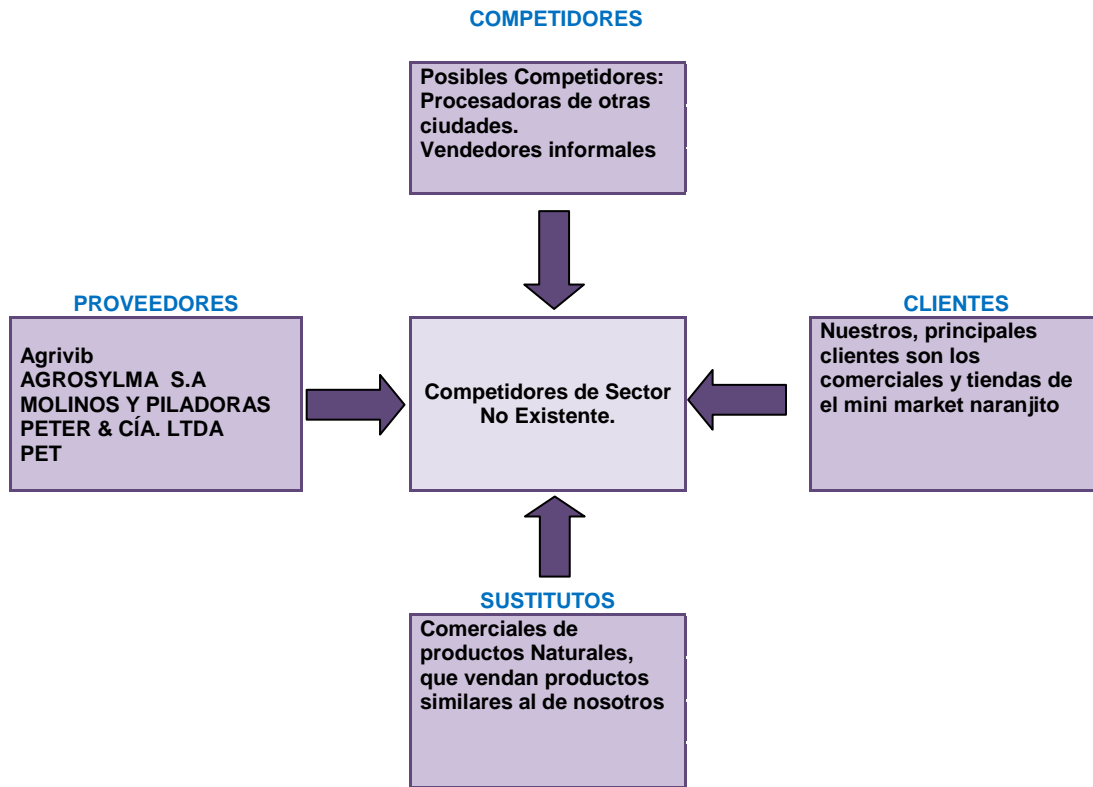 COMPETIDORES
Posibles Competidores:
Procesadoras de otras
ciudades.
Vendedores informales
PROVEEDORES
Agrivib
AGROSYLMA S.A
MOLINOS Y PILADORAS
PETER & CÍA. LTDA
PET
Competidores de Sector
No Existente.
CLIENTES
Nuestros, principales
clientes son los
comerciales y tiendas de
el mini market naranjito
SUSTITUTOS
Comerciales de
productos Naturales,
que vendan productos
similares al de nosotros